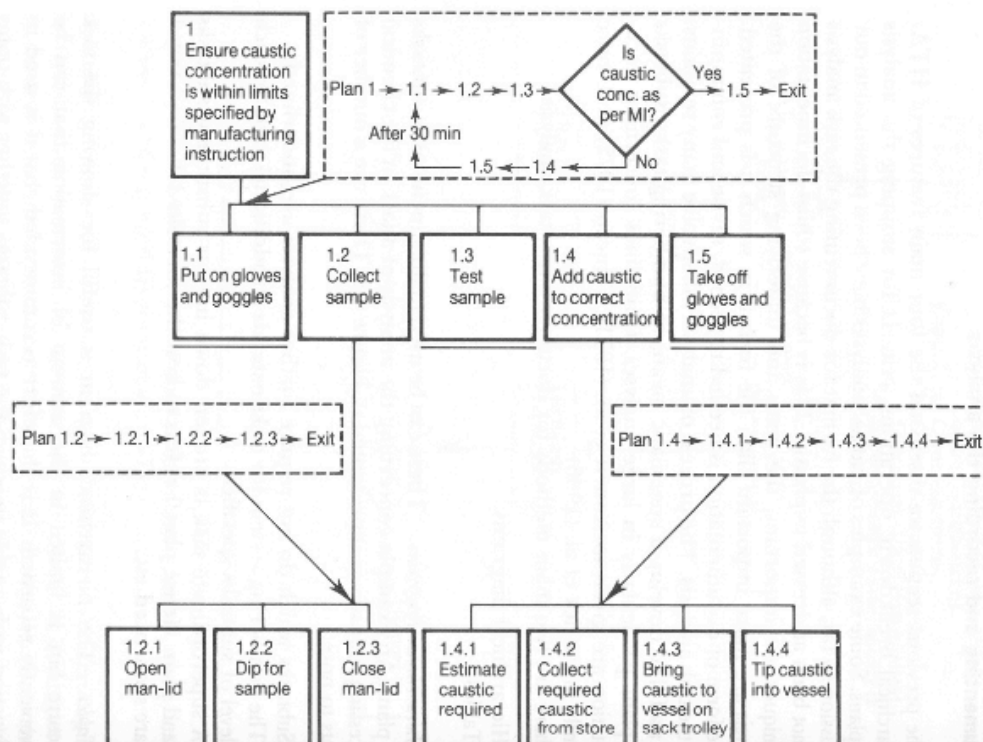 1
Ensure caustic
concentration
is within limits
specified by
manufacturing
instruction
Plan 1 → 1.1 → 1.2 → 1.3 →
Is
caustic
conc. as
per MI?
Yes
1.5 → Exit
No
1.4
1.5
After 30 min
1.1
Put on gloves
and goggles
1.2
Collect
sample
1.3
Test
sample
1.4
Add caustic
to correct
concentration
1.5
Take off
gloves and
goggles
Plan 1.2 → 1.2.1 → 1.2.2 → 1.2.3 → Exit
Plan 1.4 → 1.4.1 → 1.4.2 → 1.4.3 → 1.4.4 → Exit
1.2.1
Open
man-lid
1.2.2
Dip for
sample
1.2.3
Close
man-lid
1.4.1
Estimate
caustic
required
1.4.2
Collect
required
caustic
from store
1.4.3
Bring
caustic to
vessel on
sack trolley
1.4.4
Tip caustic
into vessel